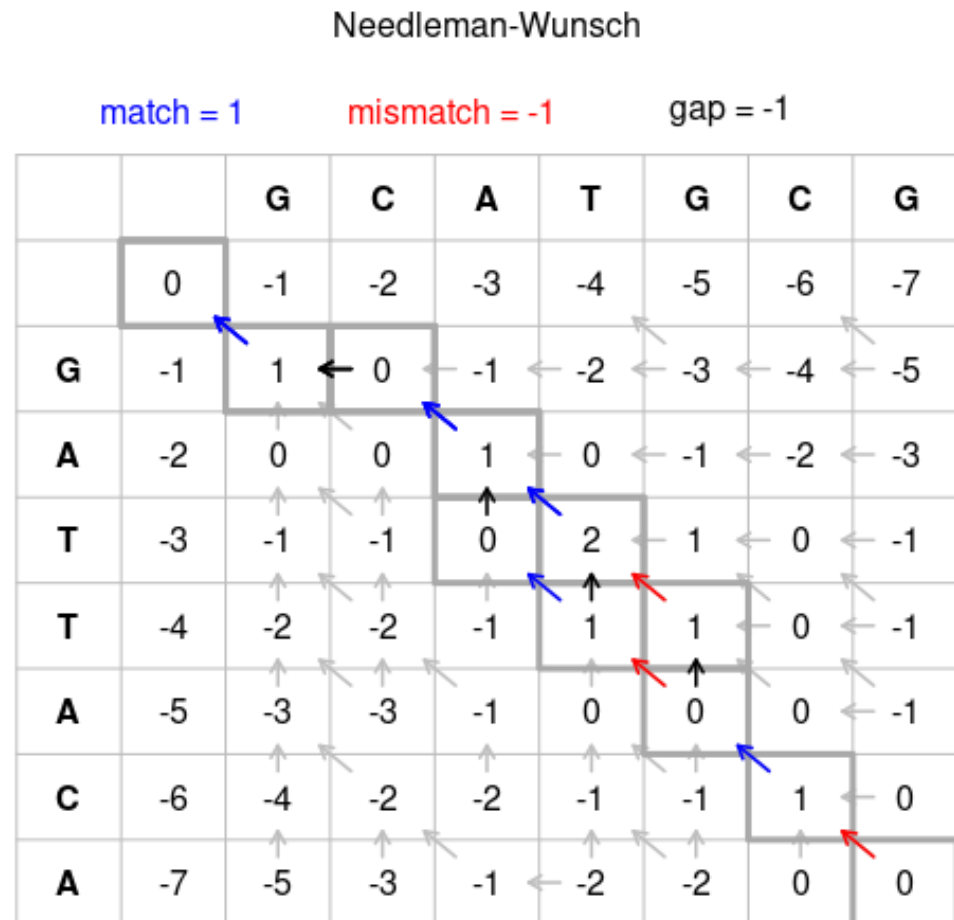 Needleman-Wunsch
match = 1 mismatch = -1 gap = -1
G C A T G C G
0 -1 -2 -3 -4 -5 -6 -7
G -1 1 0 -1 -2 -3 -4 -5
A -2 0 0 1 0 -1 -2 -3
T -3 -1 -1 0 2 1 0 -1
T -4 -2 -2 -1 1 1 0 -1
A -5 -3 -3 -1 0 0 0 -1
C -6 -4 -2 -2 -1 -1 1 0
A -7 -5 -3 -1 -2 -2 0 0